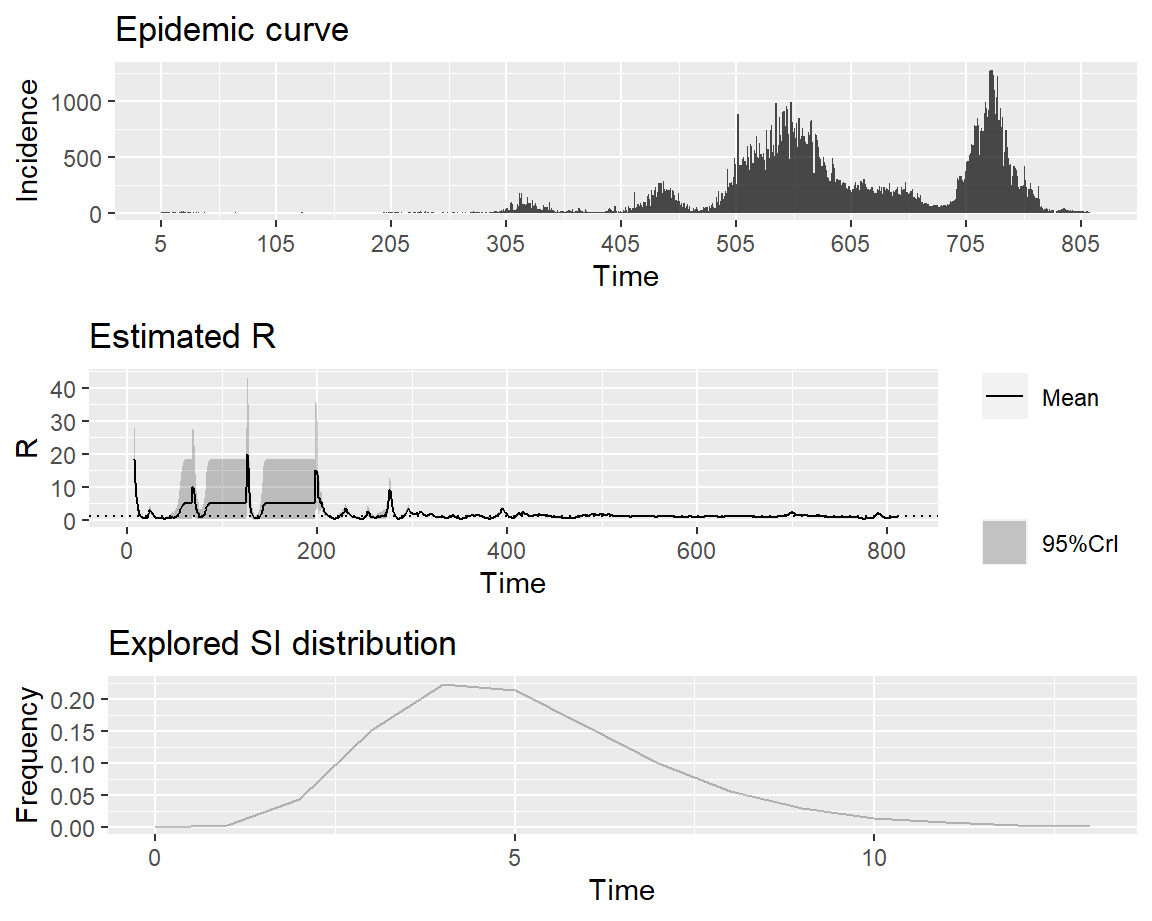 Epidemic curve
Incidence
1000
500
0
5 105 205 305 405 505 605 705 805
Time
Estimated R
R
40
30
20
10
0
0 200 400 600 800
Time
Mean
95%CrI
Explored SI distribution
Frequency
0.20
0.15
0.10
0.05
0.00
0 5 10
Time